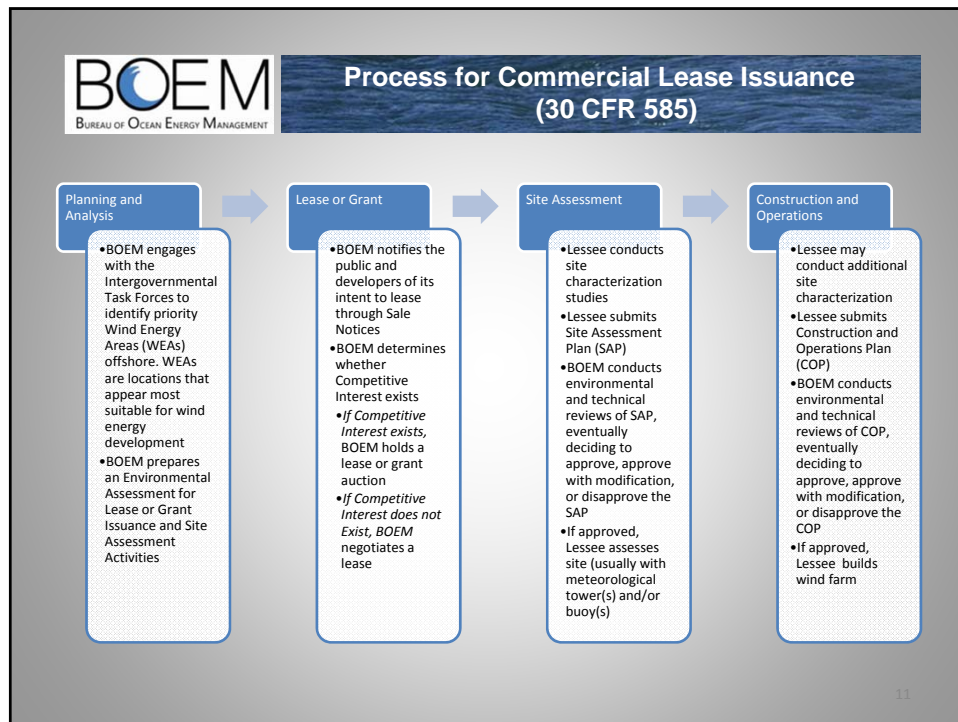 BOEM
BUREAU OF OCEAN ENERGY MANAGEMENT
Process for Commercial Lease Issuance
(30 CFR 585)
Planning and
Analysis
•BOEM engages
with the
Intergovernmental
Task Forces to
identify priority
Wind Energy
Areas (WEAs)
offshore. WEAs
are locations that
appear most
suitable for wind
energy
development
•BOEM prepares
an Environmental
Assessment for
Lease or Grant
Issuance and Site
Assessment
Activities
Lease or Grant
•BOEM notifies the
public and
developers of its
intent to lease
through Sale
Notices
•BOEM determines
whether
Competitive
Interest exists
•If Competitive
Interest exists,
BOEM holds a
lease or grant
auction
•If Competitive
Interest does not
Exist, BOEM
negotiates a
lease
Site Assessment
•Lessee conducts
site
characterization
studies
•Lessee submits
Site Assessment
Plan (SAP)
•BOEM conducts
environmental
and technical
reviews of SAP,
eventually
deciding to
approve, approve
with modification,
or disapprove the
SAP
•If approved,
Lessee assesses
site (usually with
meteorological
tower(s) and/or
buoy(s)
Construction and
Operations
•Lessee may
conduct additional
site
characterization
•Lessee submits
Construction and
Operations Plan
(COP)
•BOEM conducts
environmental
and technical
reviews of COP,
eventually
deciding to
approve, approve
with modification,
or disapprove the
COP
•If approved,
Lessee builds
wind farm
11